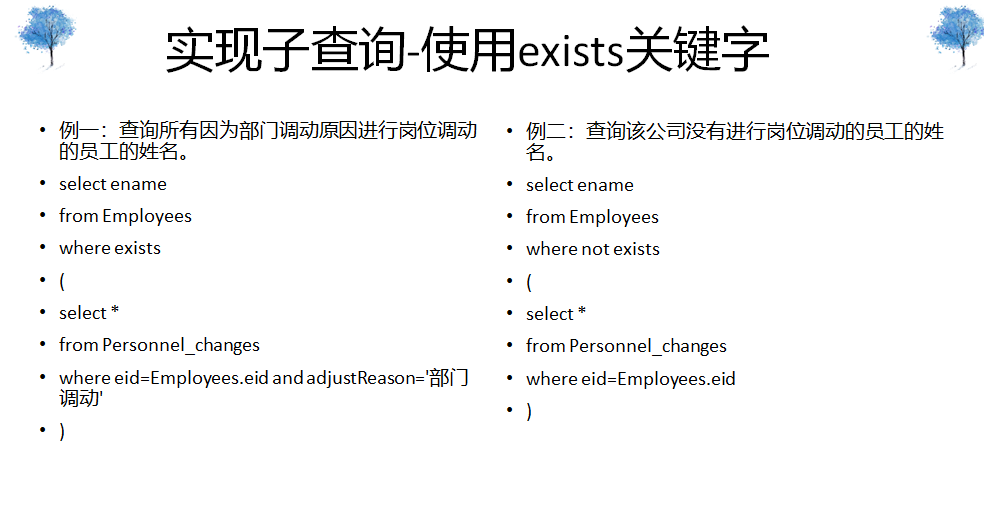 实现子查询-使用exists关键字
• 例一：查询所有因为部门调动原因进行岗位调动
的员工的姓名。
• select ename
• from Employees
• where exists
• (
• select *
• from Personnel_changes
• where eid=Employees.eid and adjustReason='部门
调动'
• )
• 例二：查询该公司没有进行岗位调动的员工的姓
名。
• select ename
• from Employees
• where not exists
• (
• select *
• from Personnel_changes
• where eid=Employees.eid
• )